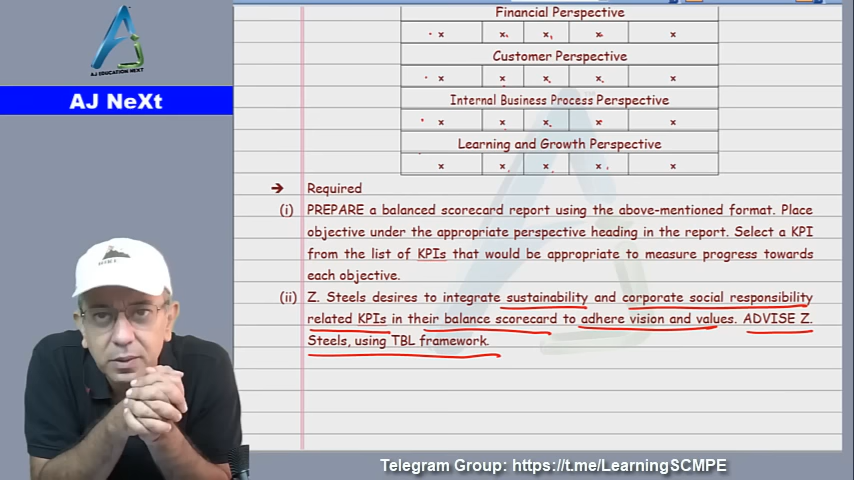 Financial Perspective
x x x x x
Customer Perspective
x x x x x
Internal Business Process Perspective
x x x x x
Learning and Growth Perspective
x x x x x
AJ EDUCATION NEXT
AJ NeXt
→ Required
(i) PREPARE a balanced scorecard report using the above-mentioned format. Place
objective under the appropriate perspective heading in the report. Select a KPI
from the list of KPIs that would be appropriate to measure progress towards
each objective.
(ii) Z. Steels desires to integrate sustainability and corporate social responsibility
related KPIs in their balance scorecard to adhere vision and values. ADVISE Z.
Steels, using TBL framework.
Telegram Group: https://t.me/LearningSCMPE